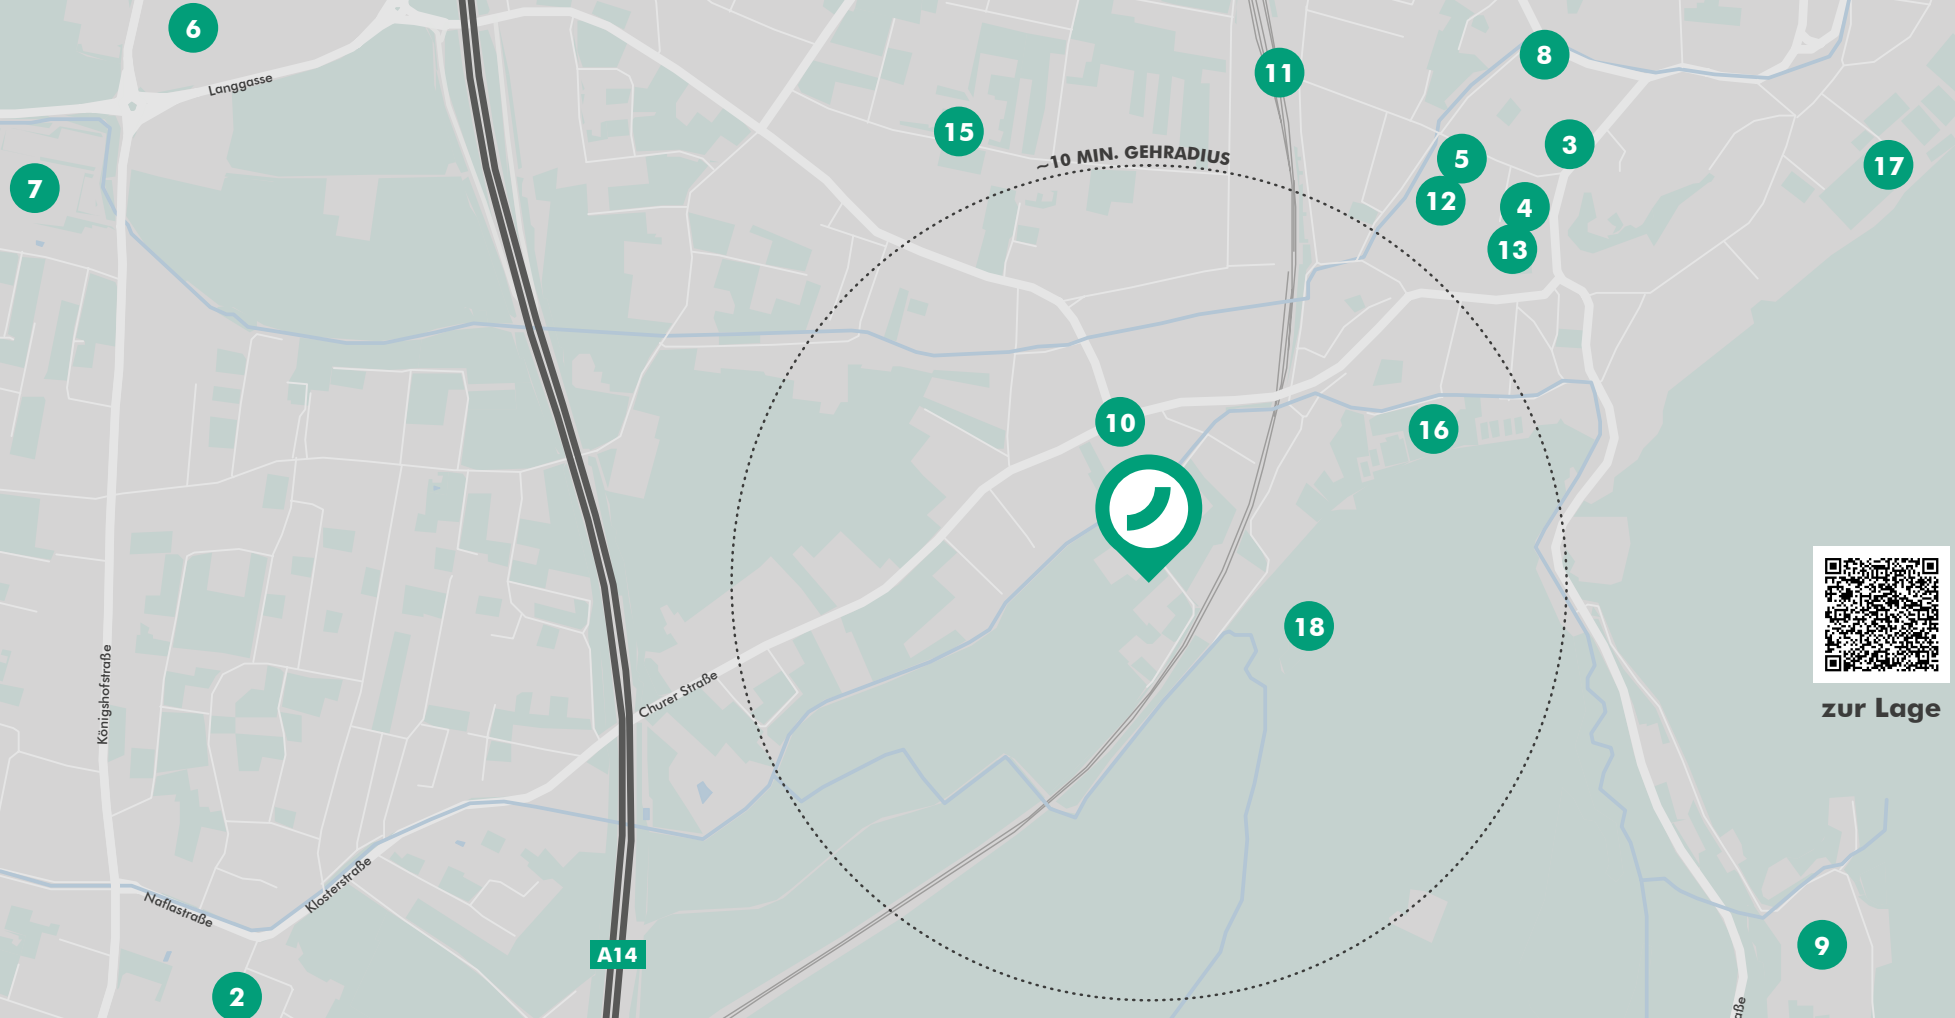 6
Langgasse
8
11
15
3
~10 MIN. GEHRADIUS
5
17
7
12
4
13
10
16
18
Königshofstraße
Churer Straße
zur Lage
Klosterstraße
Naflastraße
9
A14
2